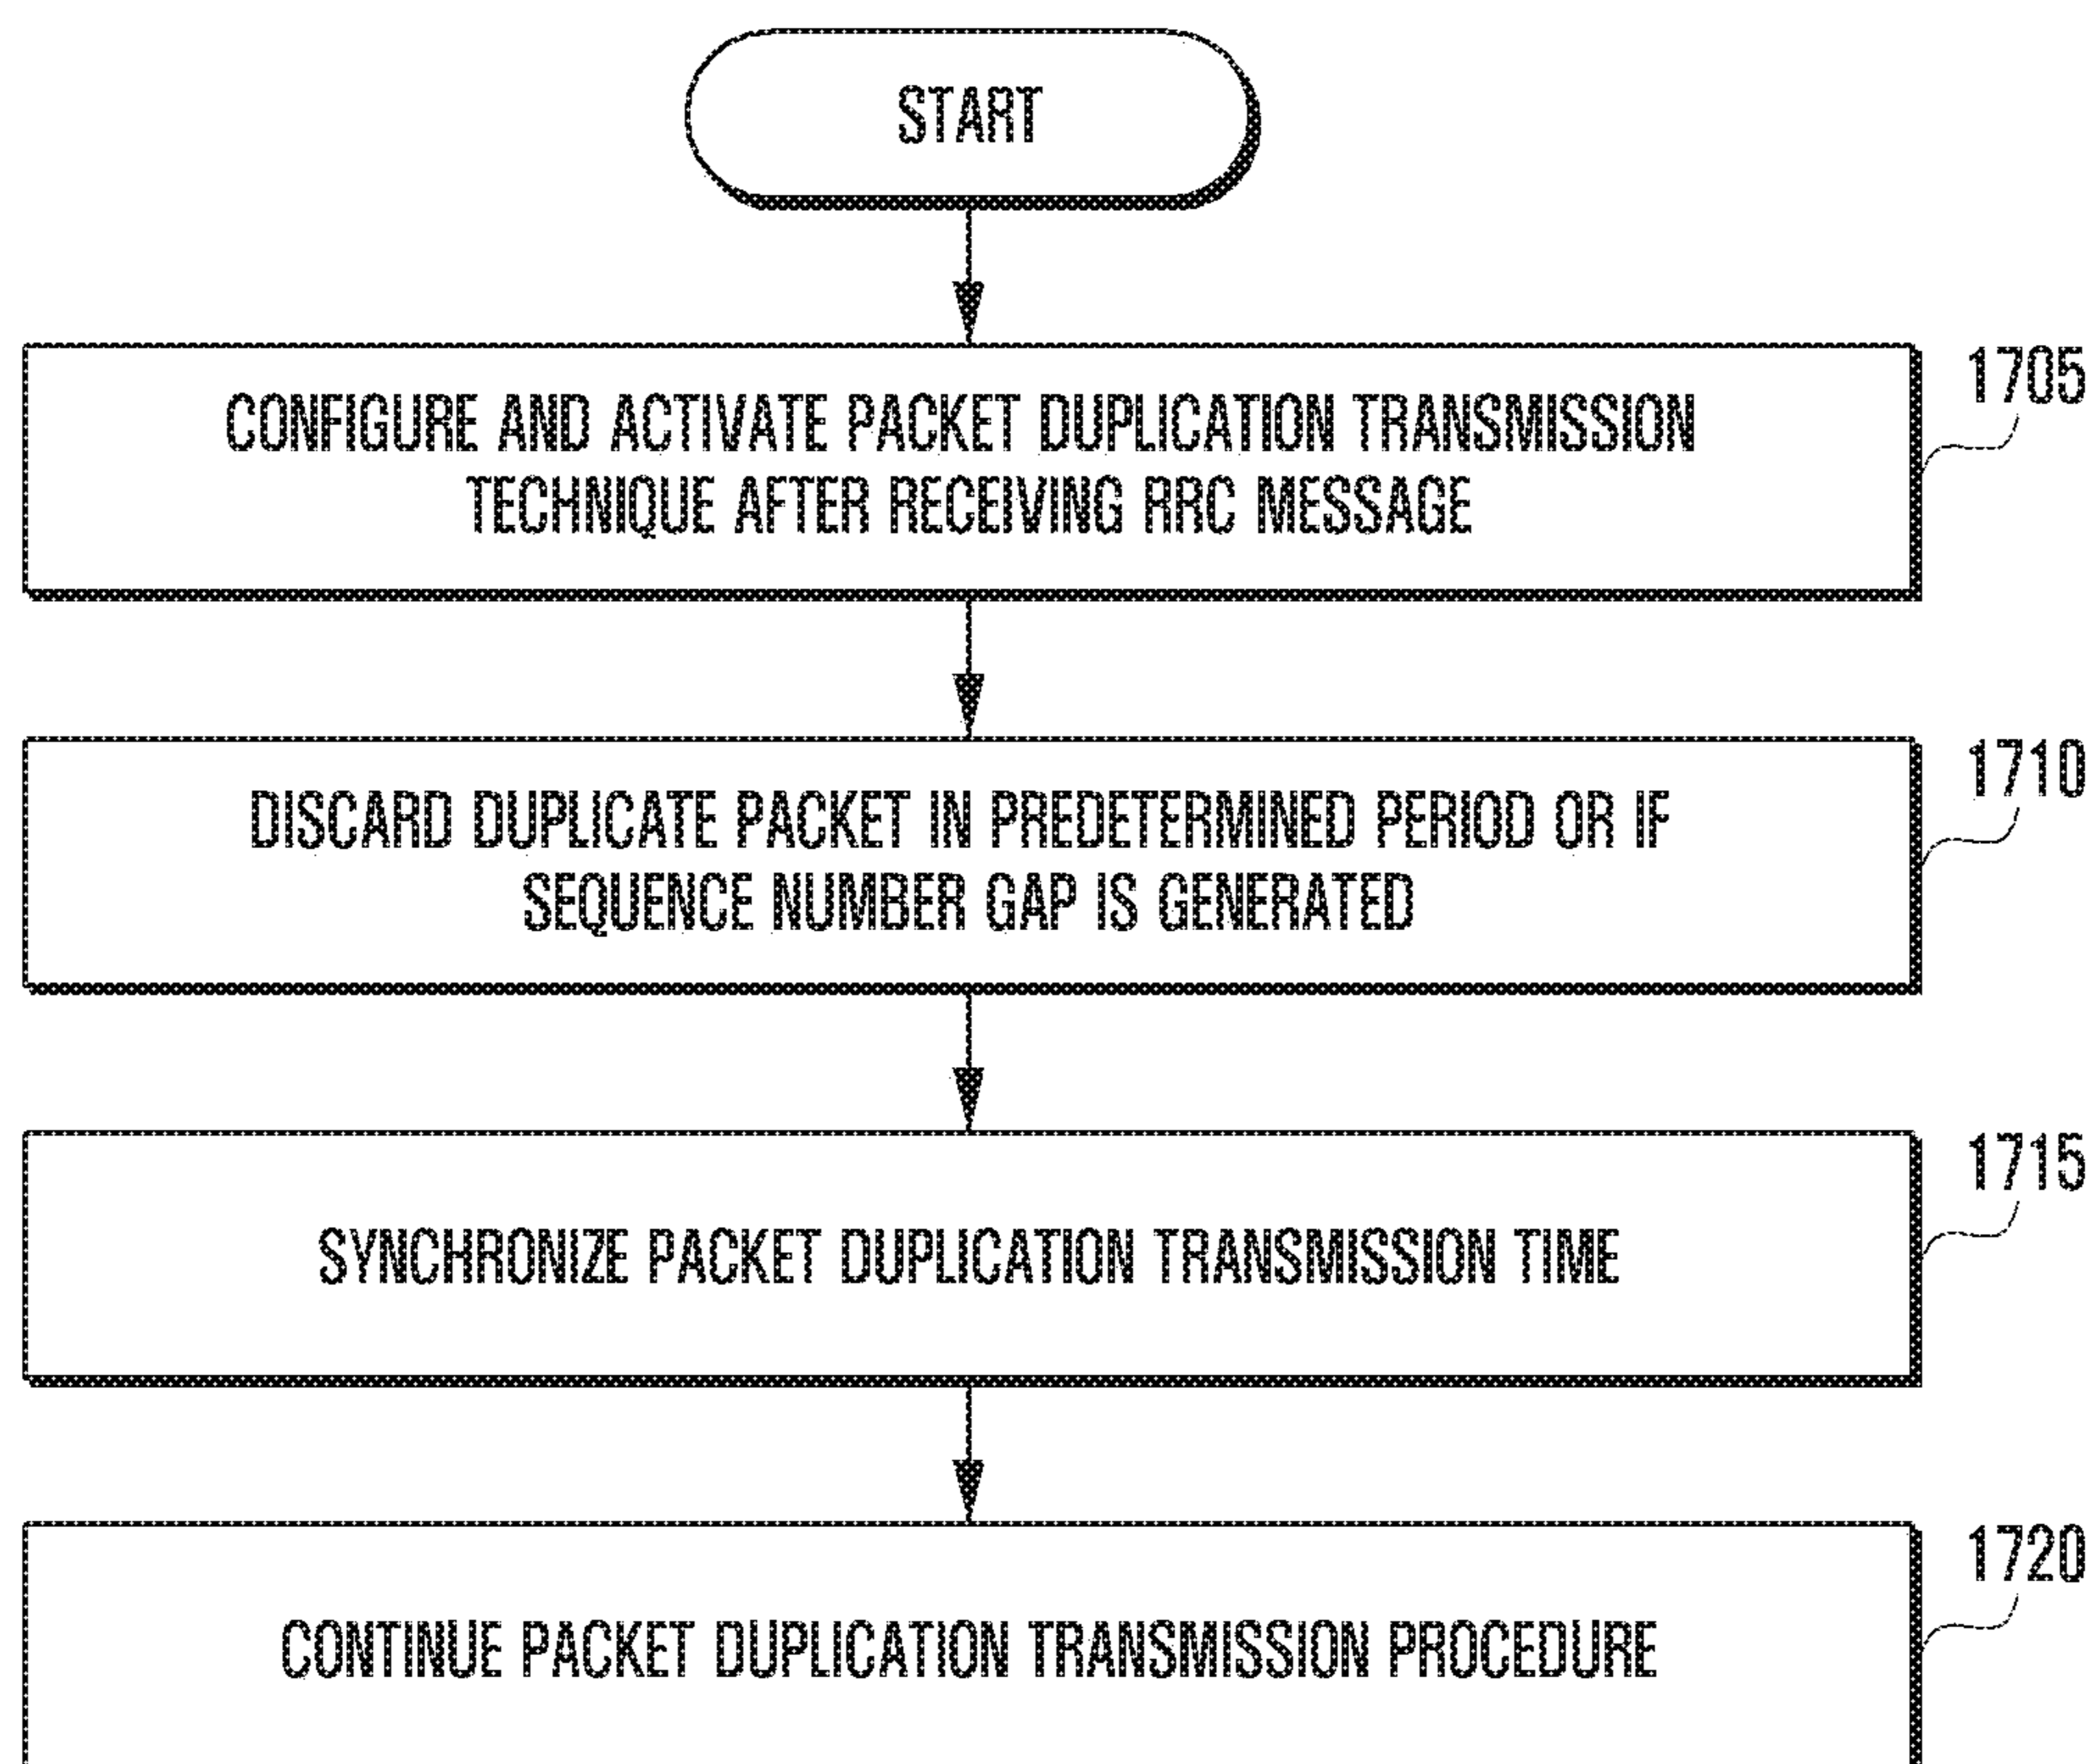 START
1705
CONFIGURE AND ACTIVATE PACKET DUPLICATION TRANSMISSION
TECHNIQUE AFTER RECEIVING RRC MESSAGE
1710
DISCARD DUPLICATE PACKET IN PREDETERMINED PERIOD OR IF
SEQUENCE NUMBER GAP IS GENERATED
1715
SYNCHRONIZE PACKET DUPLICATION TRANSMISSION TIME
1720
CONTINUE PACKET DUPLICATION TRANSMISSION PROCEDURE